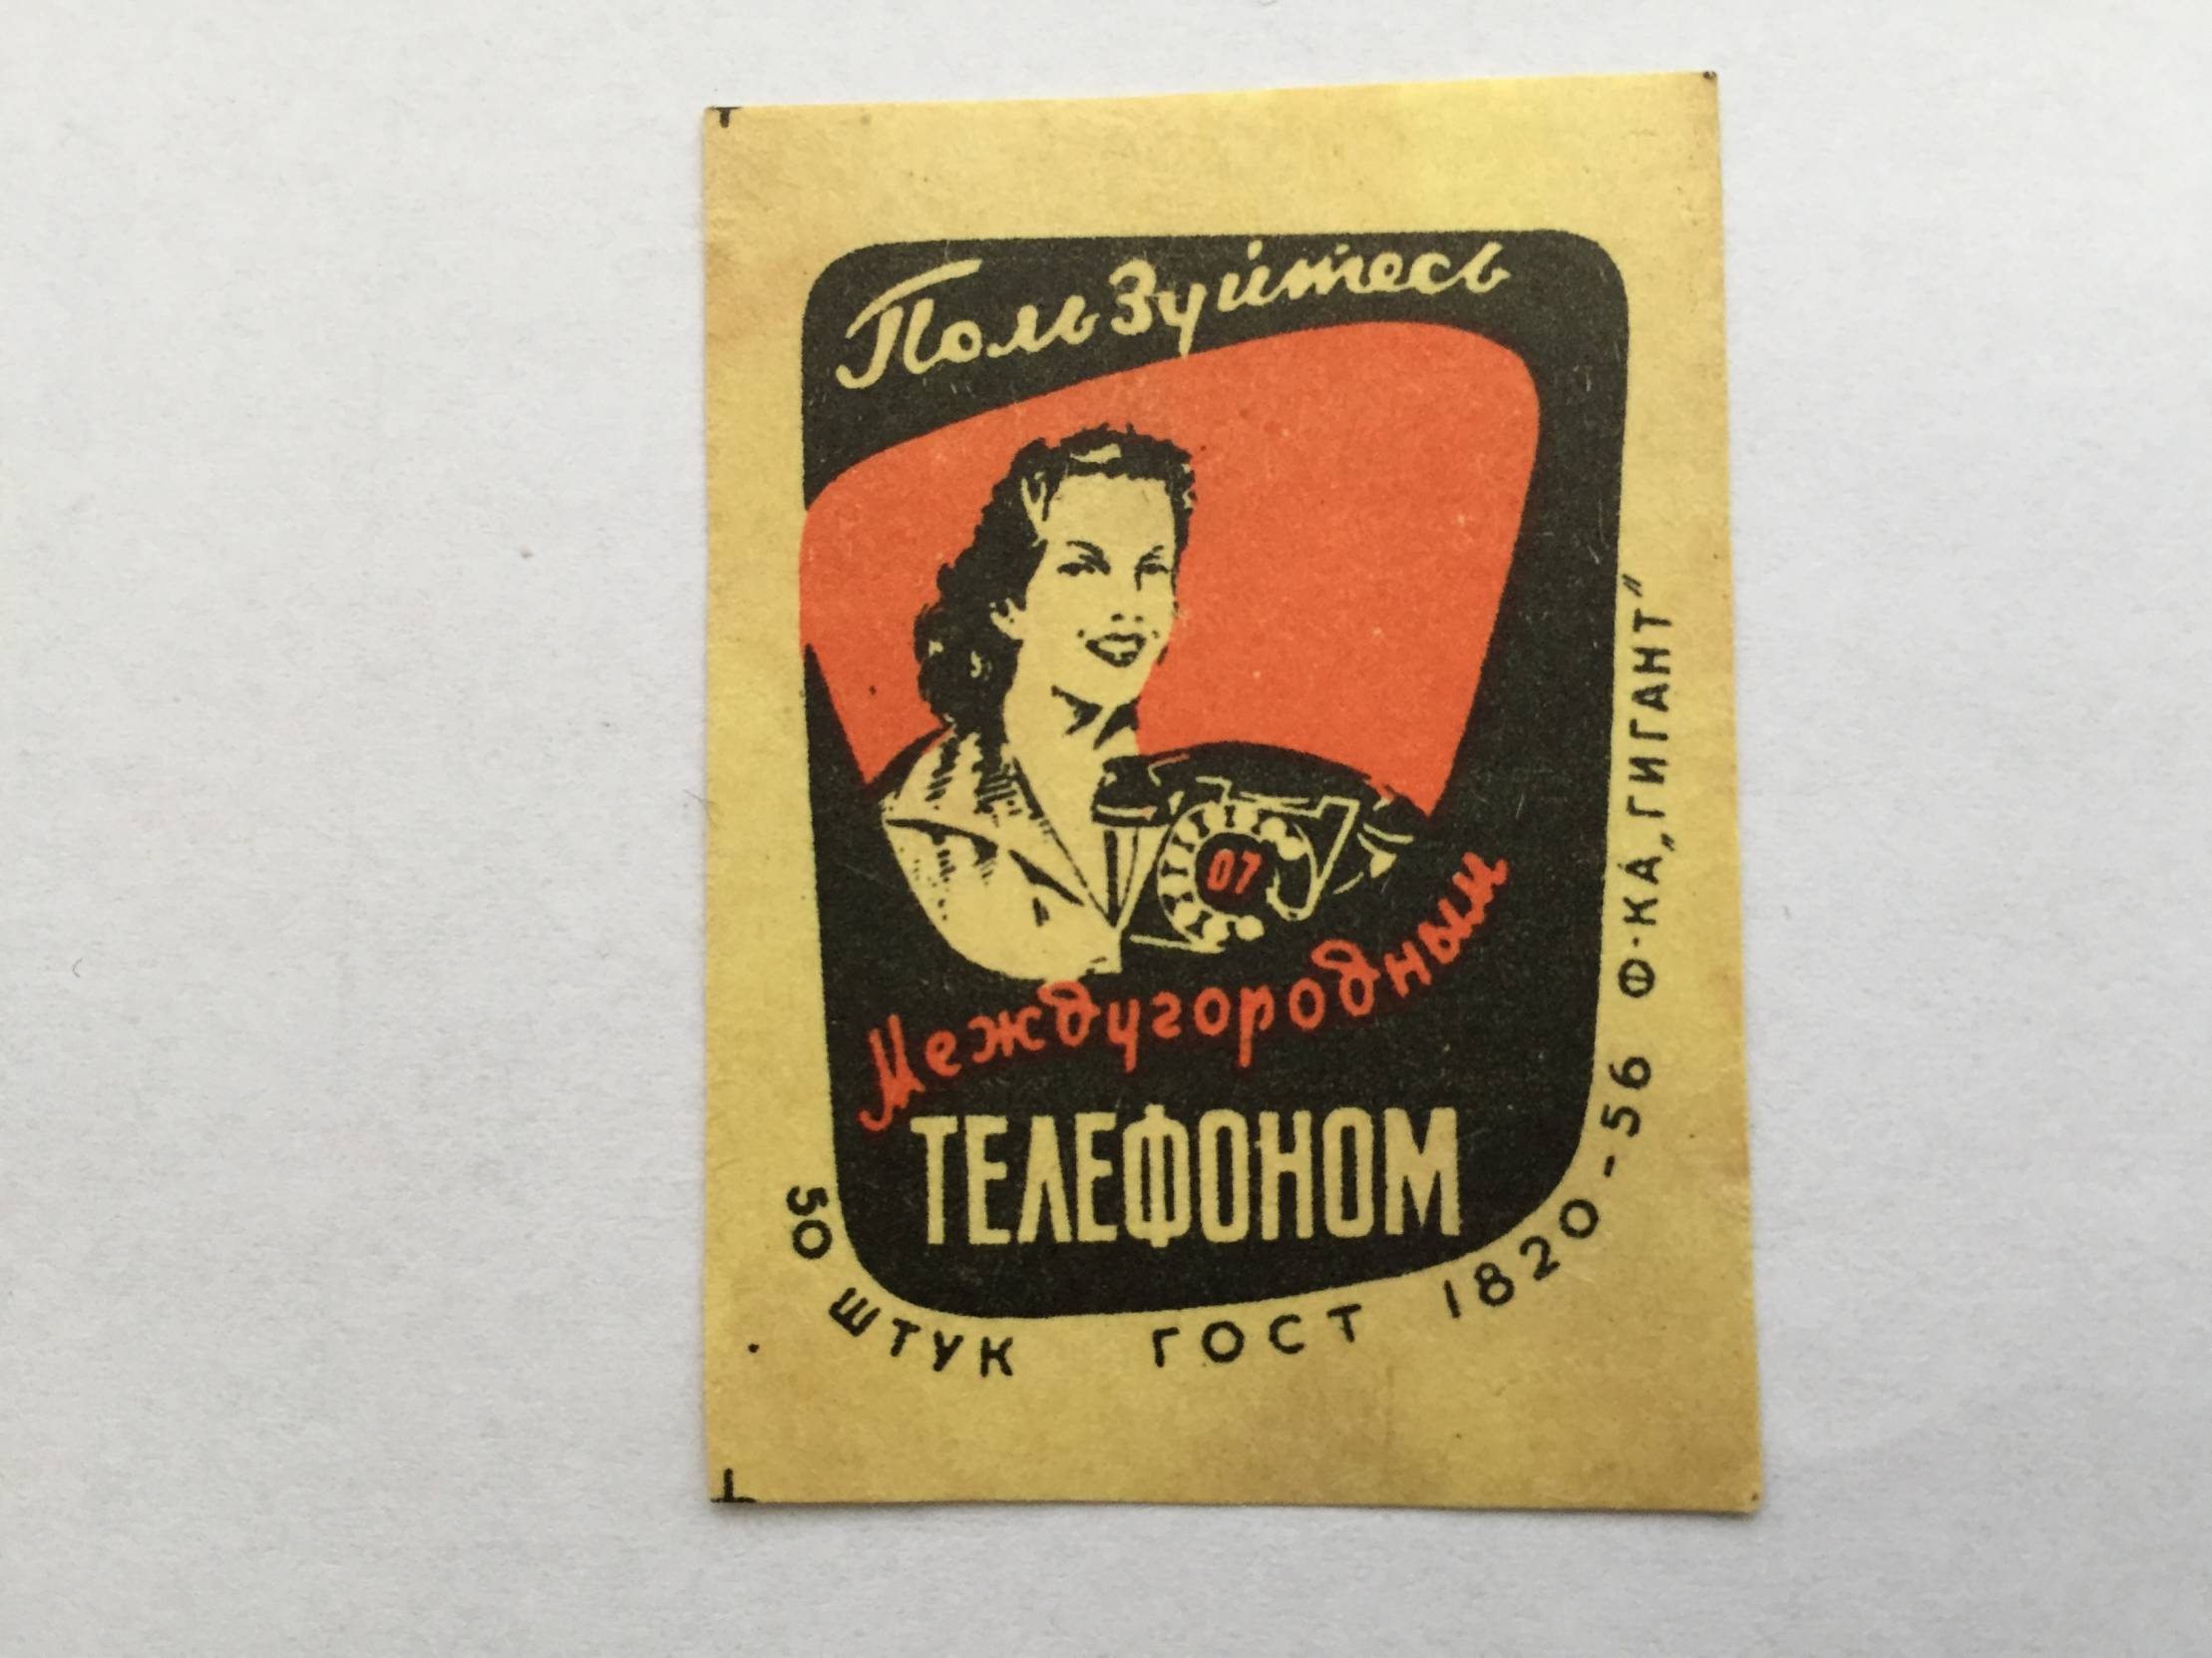 Пользуйтесь
07
Междугородным
ТЕЛЕФОНОМ
50 ШТУК ГОСТ 1820-56 Ф-КА „ГИГАНТ"